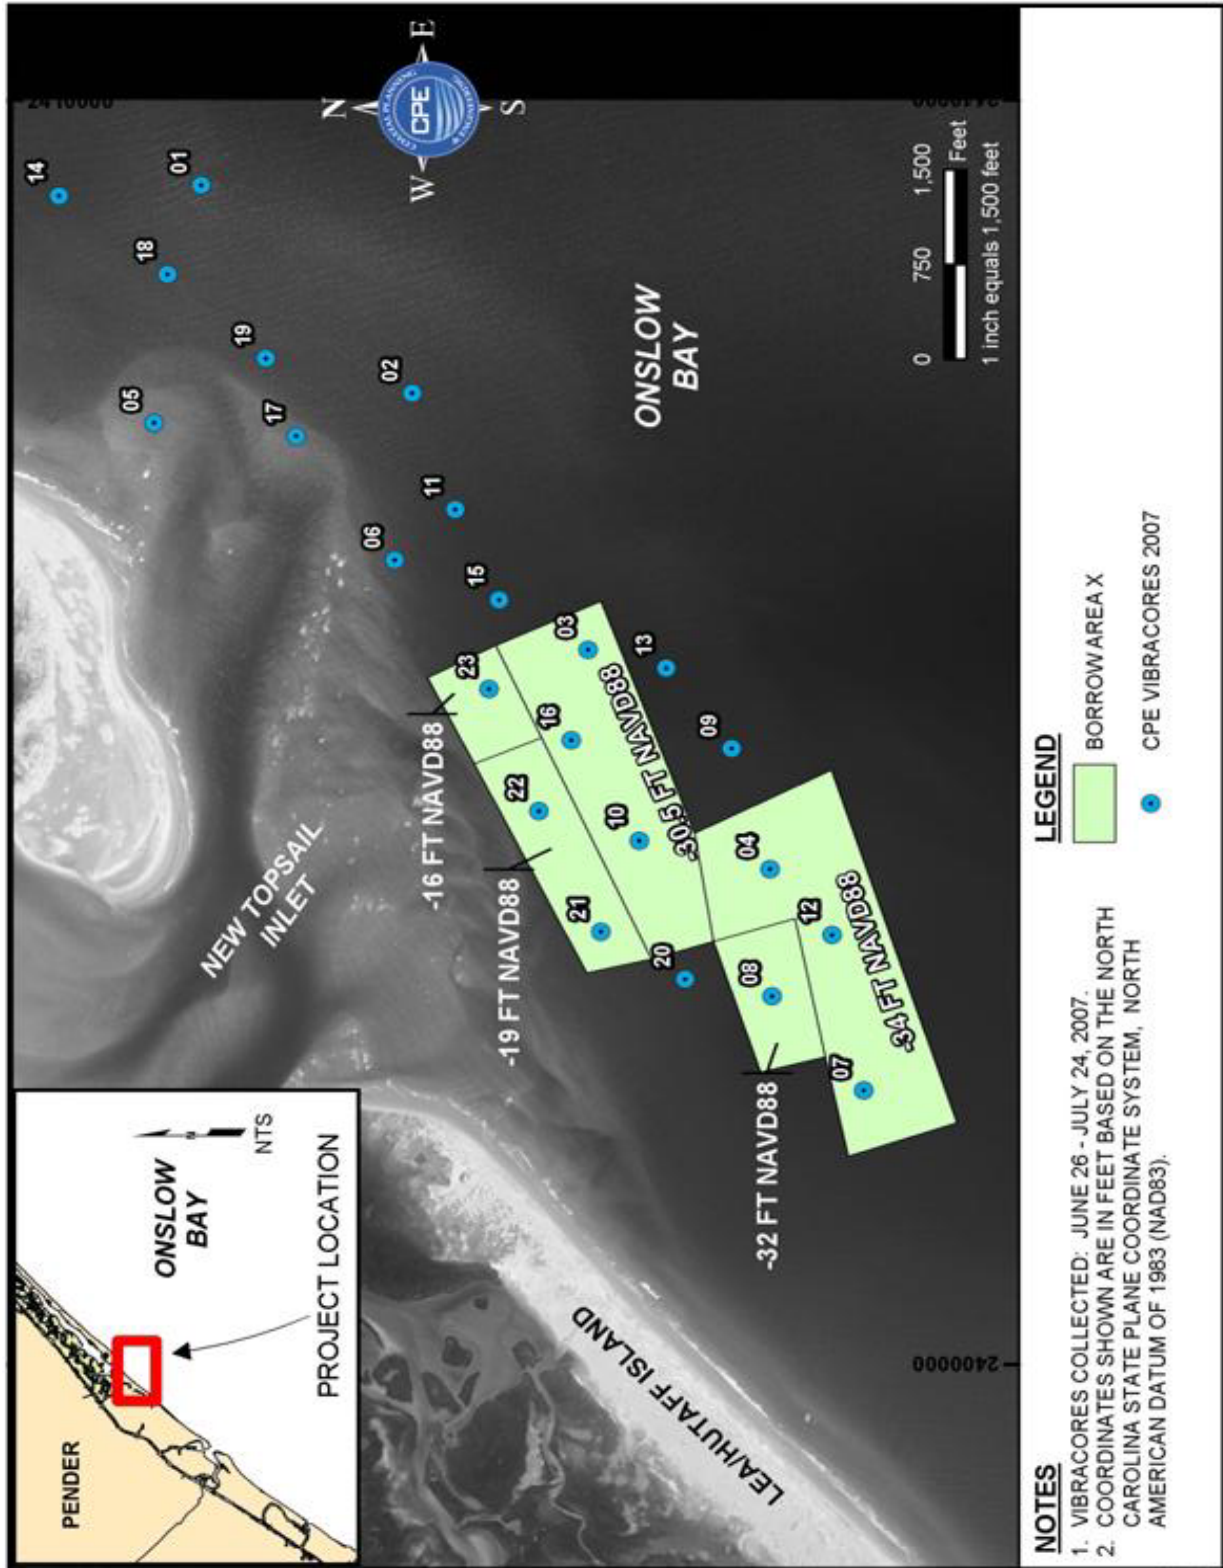 PENDER
ONSLOW
BAY
NTS
PROJECT LOCATION
NEW TOPSAIL
INLET
LEA/HUTAFF ISLAND
ONSLOW
BAY
-16 FT NAVD88
-19 FT NAVD88
-32 FT NAVD88
-30.5 FT NAVD88
-34 FT NAVD88
14
01
18
19
05
17
02
11
06
15
03
23
13
16
09
22
10
21
04
20
12
08
07
2400000
N
W
E
S
CPE
0
750
1,500
Feet
1 inch equals 1,500 feet
NOTES
1. VIBRACORES COLLECTED: JUNE 26 - JULY 24, 2007.
2. COORDINATES SHOWN ARE IN FEET BASED ON THE NORTH
CAROLINA STATE PLANE COORDINATE SYSTEM, NORTH
AMERICAN DATUM OF 1983 (NAD83).
LEGEND
BORROW AREA X
CPE VIBRACORES 2007